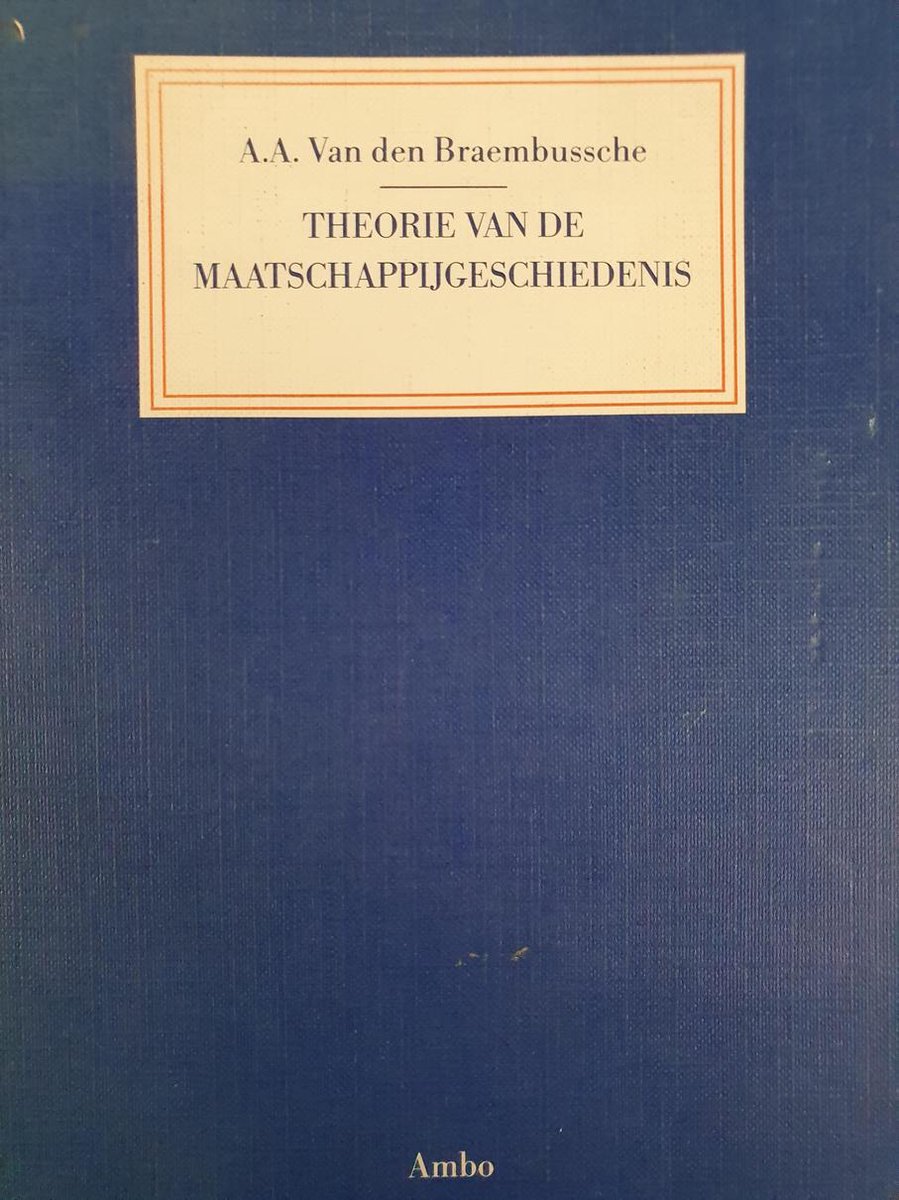 A.A. Van den Braembussche
THEORIE VAN DE
MAATSCHAPPIJGESCHIEDENIS
Ambo